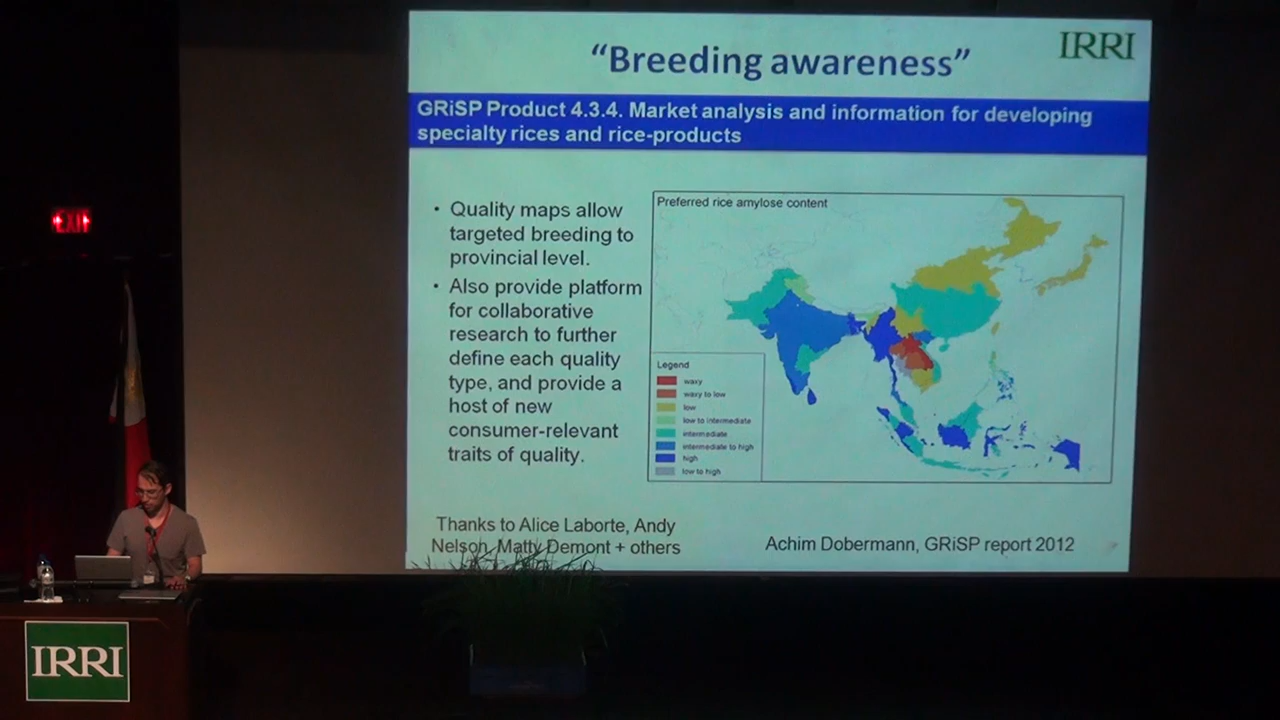 "Breeding awareness"
IRRI
GRiSP Product 4.3.4. Market analysis and information for developing
specialty rices and rice-products
EXIT
• Quality maps allow
targeted breeding to
provincial level.
• Also provide platform
for collaborative
research to further
define each quality
type, and provide a
host of new
consumer-relevant
traits of quality.
Preferred rice amylose content
Legend
waxy
waxy to low
low
low to intermediate
intermediate
intermediate to high
high
low to high
Thanks to Alice Laborte, Andy
Nelson, Matty Demont + others
Achim Dobermann, GRiSP report 2012
IRRI